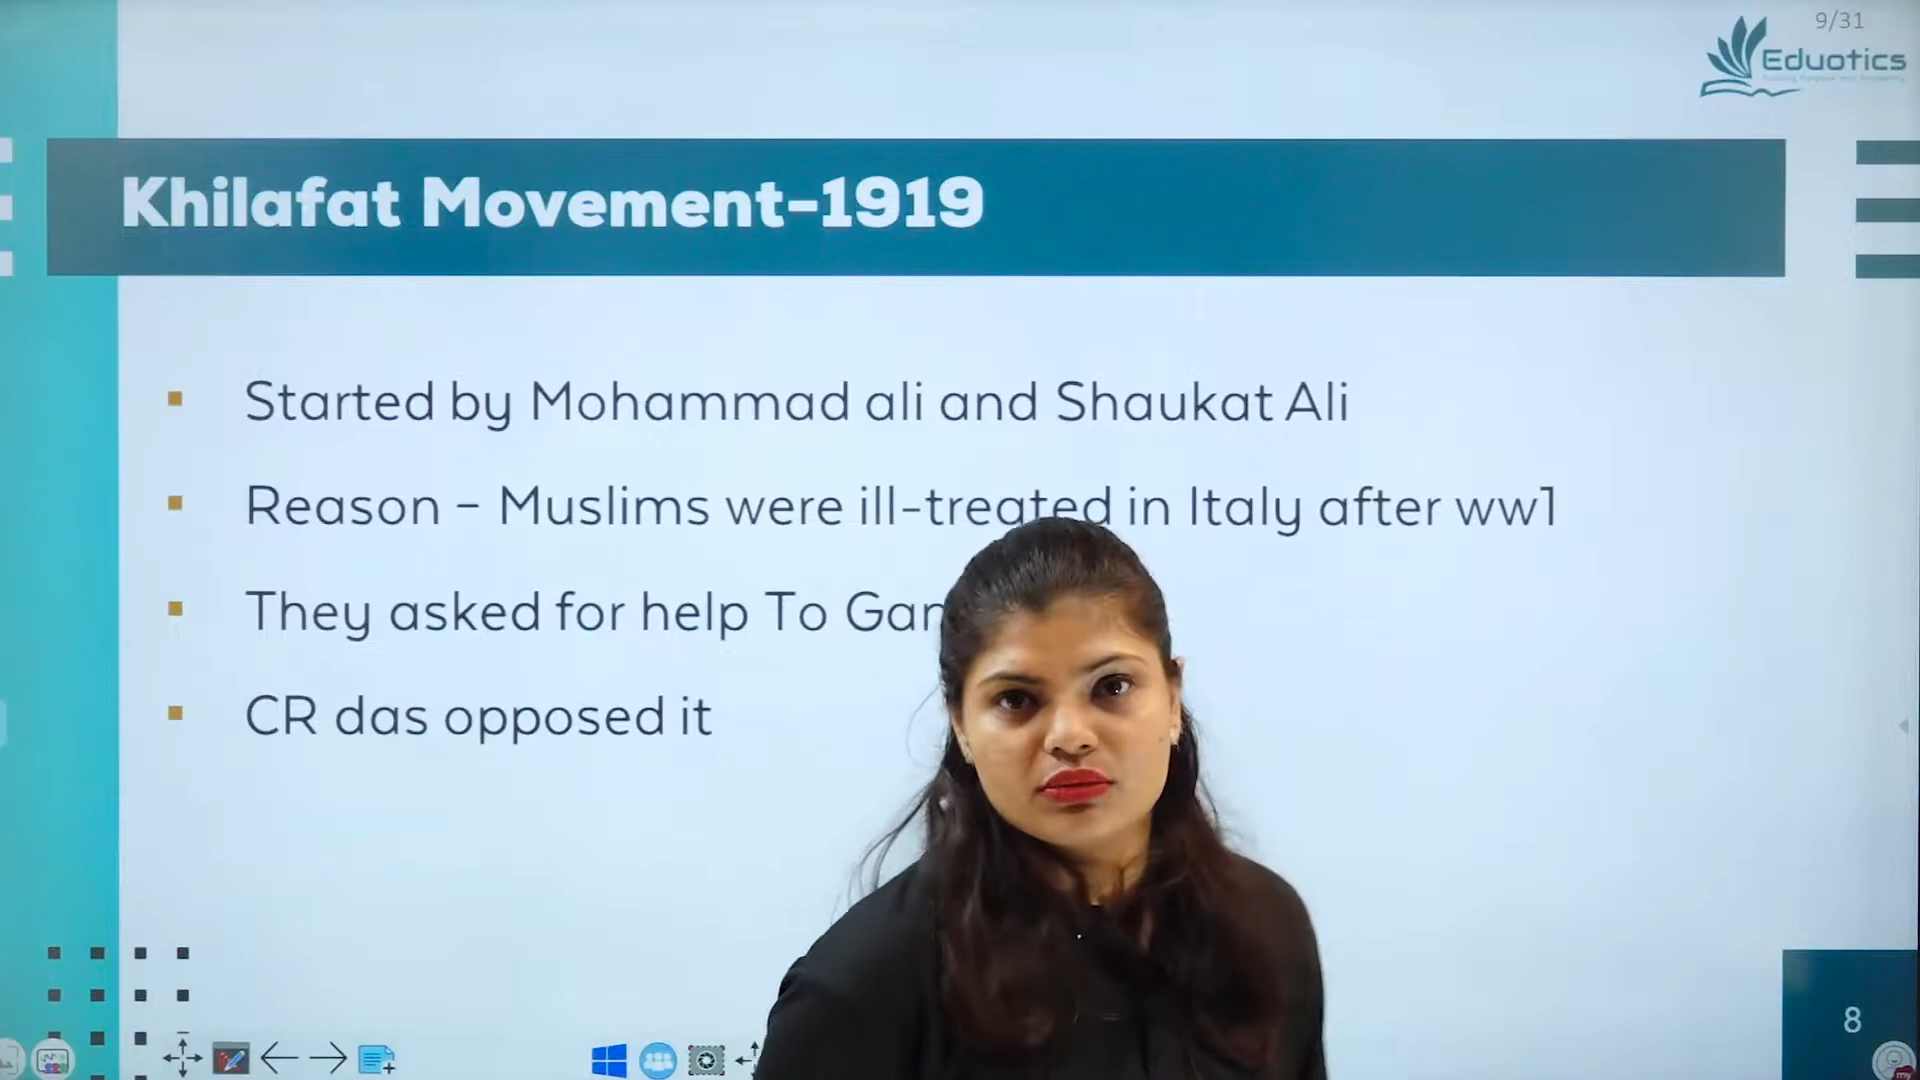 9/31
Eduotics
Khilafat Movement-1919
Started by Mohammad ali and Shaukat Ali
Reason - Muslims were ill-treated in Italy after ww1
They asked for help To Gan
CR das opposed it
8